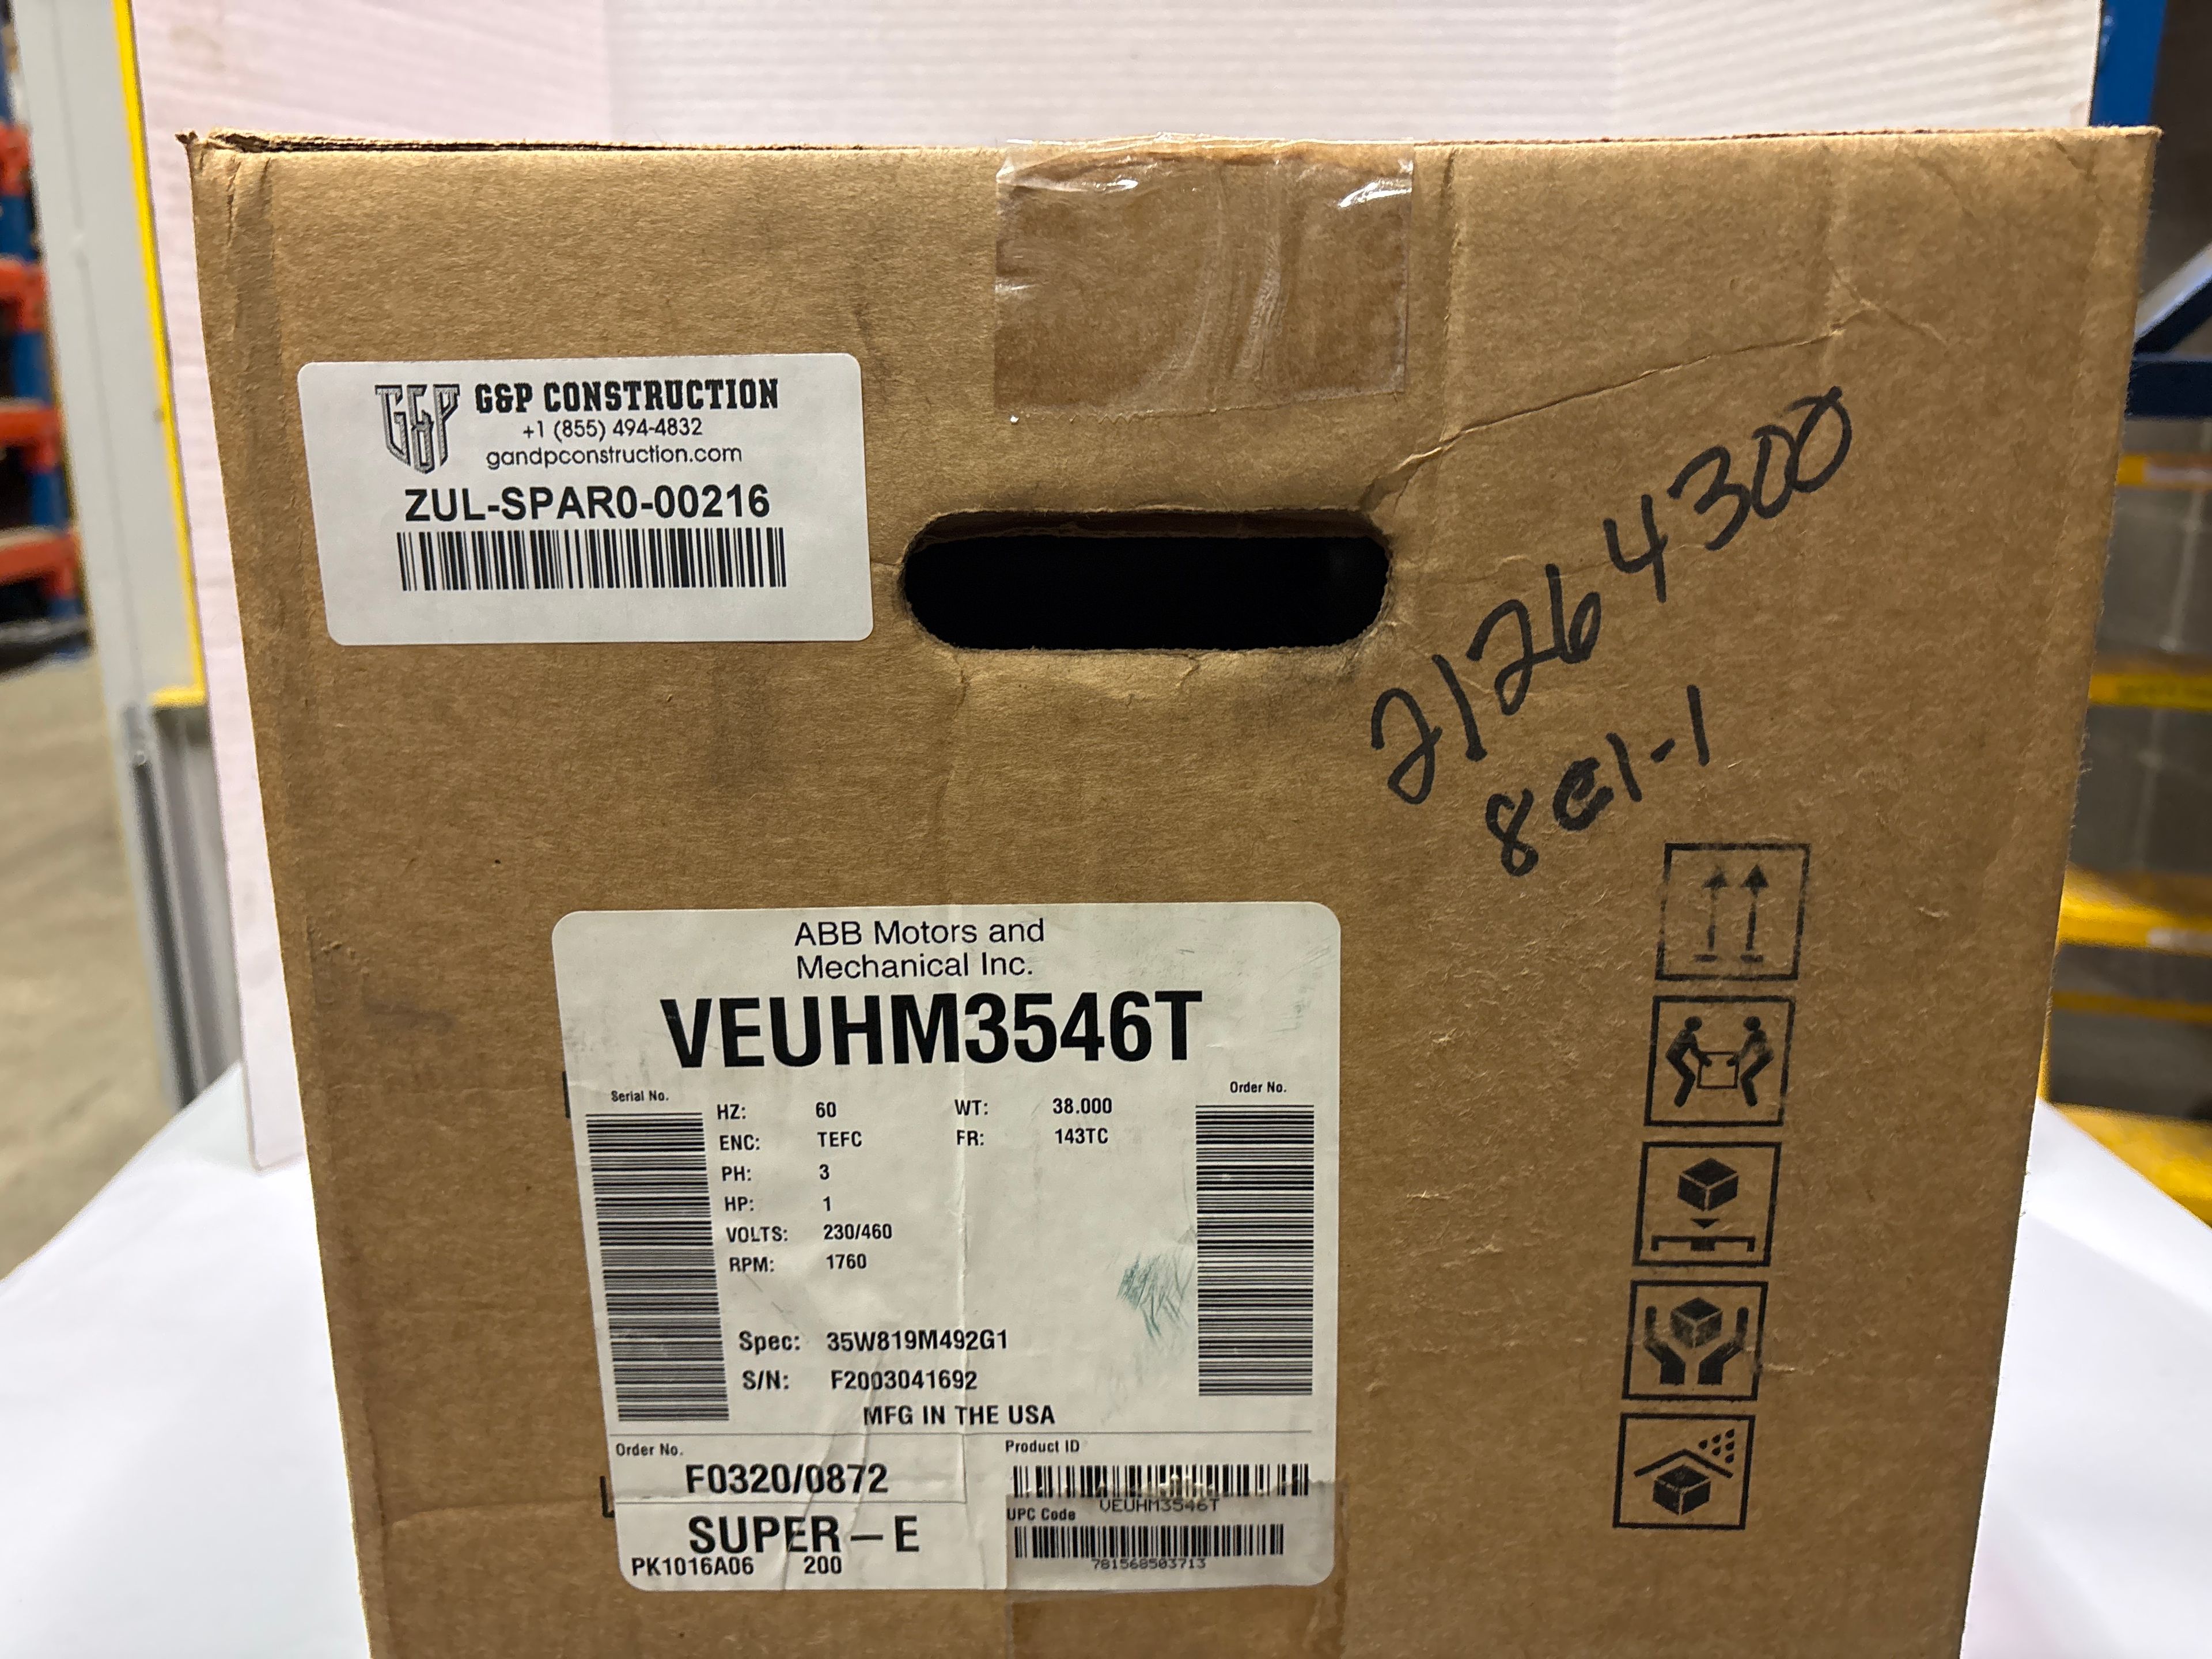 G&P G&P CONSTRUCTION
+1 (855) 494-4832
gandpconstruction.com
ZUL-SPAR0-00216
21264300
8C1-1
ABB Motors and
Mechanical Inc.
VEUHM3546T
Serial No.
Order No.
HZ: 60 WT: 38.000
ENC: TEFC FR: 143TC
PH: 3
HP: 1
VOLTS: 230/460
RPM: 1760
Spec: 35W819M492G1
S/N: F2003041692
MFG IN THE USA
Order No.
F0320/0872
SUPER-E
PK1016A06 200
Product ID
VEUHM3546T
UPC Code
781568503713